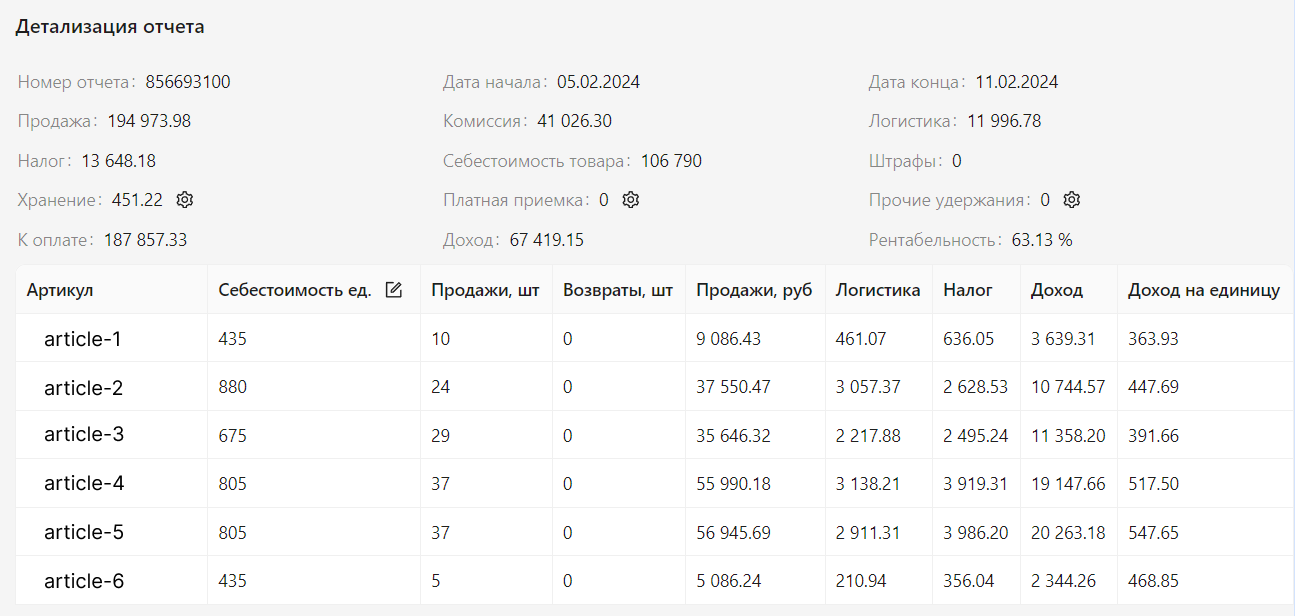 Детализация отчета
Номер отчета: 856693100 Дата начала: 05.02.2024 Дата конца: 11.02.2024
Продажа: 194 973.98 Комиссия: 41 026.30 Логистика: 11 996.78
Налог: 13 648.18 Себестоимость товара: 106 790 Штрафы: 0
Хранение: 451.22 Платная приемка: 0 Прочие удержания: 0
К оплате: 187 857.33 Доход: 67 419.15 Рентабельность: 63.13 %
Артикул Себестоимость ед. Продажи, шт Возвраты, шт Продажи, руб Логистика Налог Доход Доход на единицу
article-1 435 10 0 9 086.43 461.07 636.05 3 639.31 363.93
article-2 880 24 0 37 550.47 3 057.37 2 628.53 10 744.57 447.69
article-3 675 29 0 35 646.32 2 217.88 2 495.24 11 358.20 391.66
article-4 805 37 0 55 990.18 3 138.21 3 919.31 19 147.66 517.50
article-5 805 37 0 56 945.69 2 911.31 3 986.20 20 263.18 547.65
article-6 435 5 0 5 086.24 210.94 356.04 2 344.26 468.85